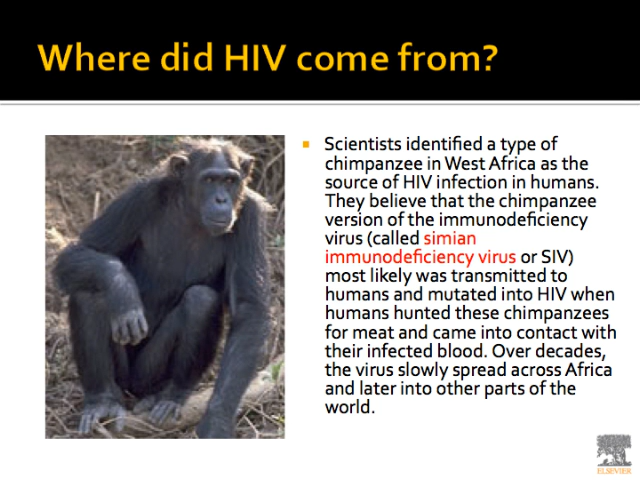 Where did HIV come from?
Scientists identified a type of
chimpanzee in West Africa as the
source of HIV infection in humans.
They believe that the chimpanzee
version of the immunodeficiency
virus (called simian
immunodeficiency virus or SIV)
most likely was transmitted to
humans and mutated into HIV when
humans hunted these chimpanzees
for meat and came into contact with
their infected blood. Over decades,
the virus slowly spread across Africa
and later into other parts of the
world.
ELSEVIER